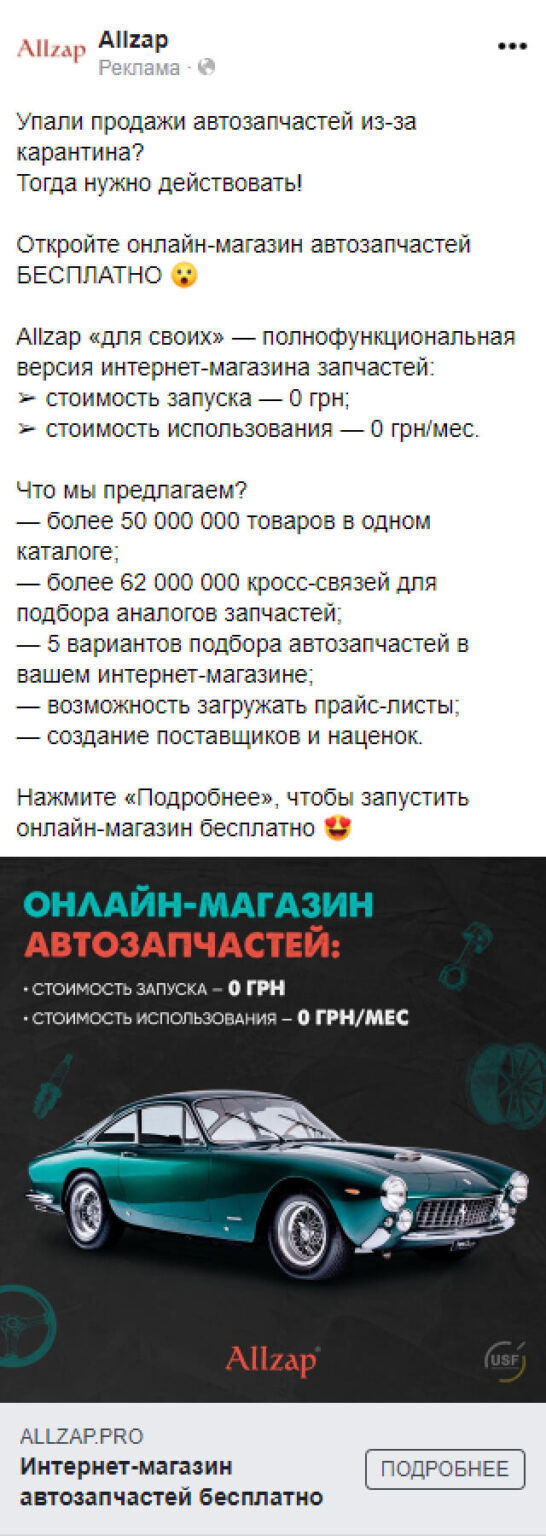 Allzap
Allzap
Реклама ·
Упали продажи автозапчастей из-за
карантина?
Тогда нужно действовать!
Откройте онлайн-магазин автозапчастей
БЕСПЛАТНО 😮
Allzap «для своих» — полнофункциональная
версия интернет-магазина запчастей:
➢ стоимость запуска — 0 грн;
➢ стоимость использования — 0 грн/мес.
Что мы предлагаем?
— более 50 000 000 товаров в одном
каталоге;
— более 62 000 000 кросс-связей для
подбора аналогов запчастей;
— 5 вариантов подбора автозапчастей в
вашем интернет-магазине;
— возможность загружать прайс-листы;
— создание поставщиков и наценок.
Нажмите «Подробнее», чтобы запустить
онлайн-магазин бесплатно 😍
ОНЛАЙН-МАГАЗИН
АВТОЗАПЧАСТЕЙ:
• СТОИМОСТЬ ЗАПУСКА – 0 ГРН
• СТОИМОСТЬ ИСПОЛЬЗОВАНИЯ – 0 ГРН/МЕС
Allzap®
USF
ALLZAP.PRO
Интернет-магазин
автозапчастей бесплатно
ПОДРОБНЕЕ